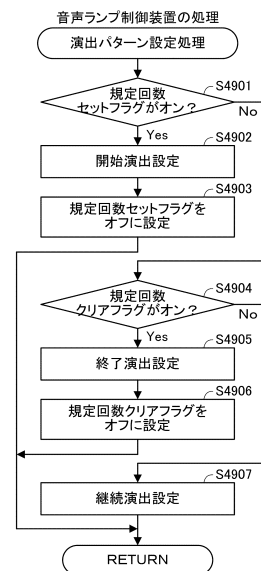 音声ランプ制御装置の処理
演出パターン設定処理
S4901
規定回数
セットフラグがオン？
No
Yes
S4902
開始演出設定
S4903
規定回数セットフラグを
オフに設定
S4904
規定回数
クリアフラグがオン？
No
Yes
S4905
終了演出設定
S4906
規定回数クリアフラグを
オフに設定
S4907
継続演出設定
RETURN